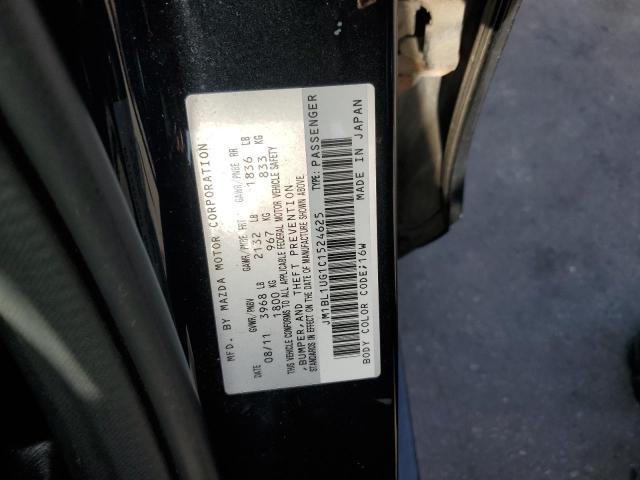 MFD. BY MAZDA MOTOR CORPORATION
DATE GVWR/PNBV GAWR/PNBE FRT GAWR/PNBE RR
08/11 3968 LB 2132 LB 1836 LB
1800 KG 967 KG 833 KG
THIS VEHICLE CONFORMS TO ALL APPLICABLE FEDERAL MOTOR VEHICLE SAFETY
,BUMPER,AND THEFT PREVENTION
STANDARDS IN EFFECT ON THE DATE OF MANUFACTURE SHOWN ABOVE.
JM1BL1UG1C1524625 TYPE: PASSENGER
BODY COLOR CODE;16W MADE IN JAPAN